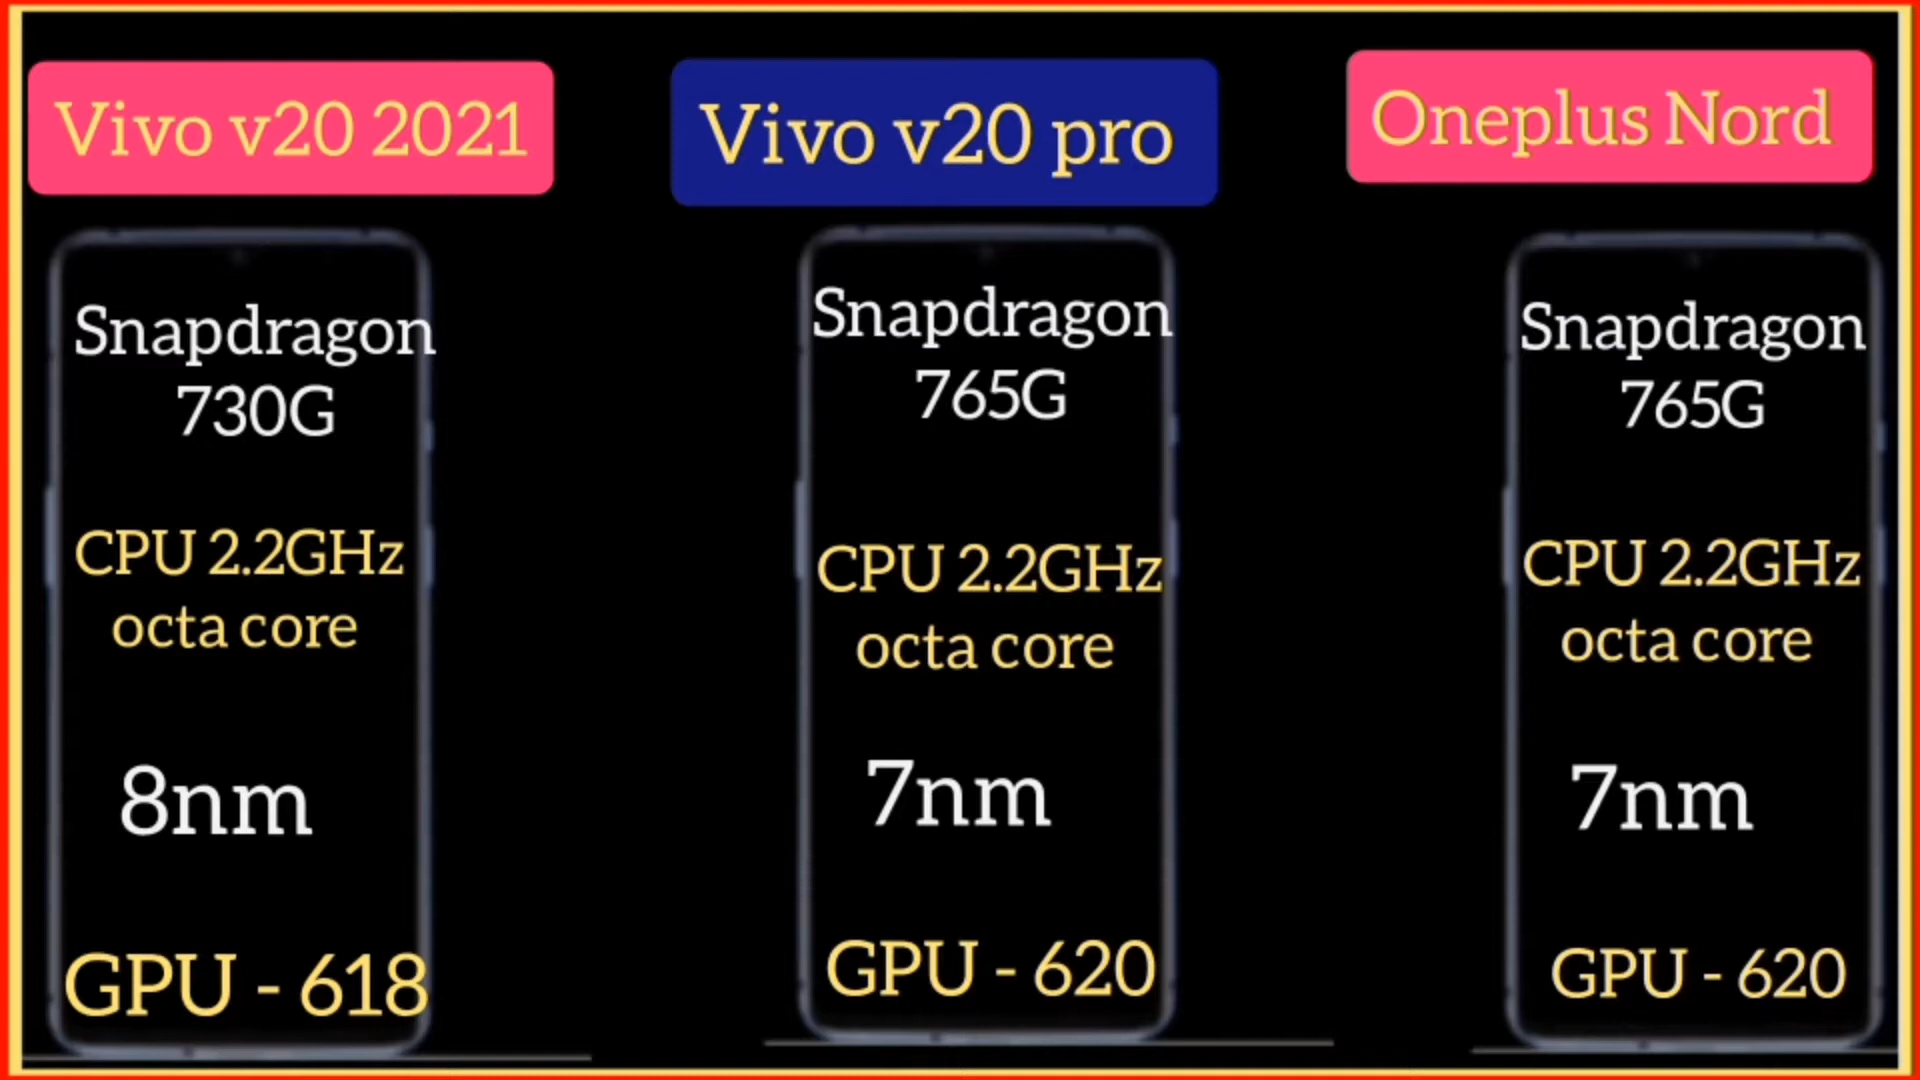 Vivo v20 2021
Snapdragon
730G
CPU 2.2GHz
octa core
8nm
GPU - 618
Vivo v20 pro
Snapdragon
765G
CPU 2.2GHz
octa core
7nm
GPU - 620
Oneplus Nord
Snapdragon
765G
CPU 2.2GHz
octa core
7nm
GPU - 620